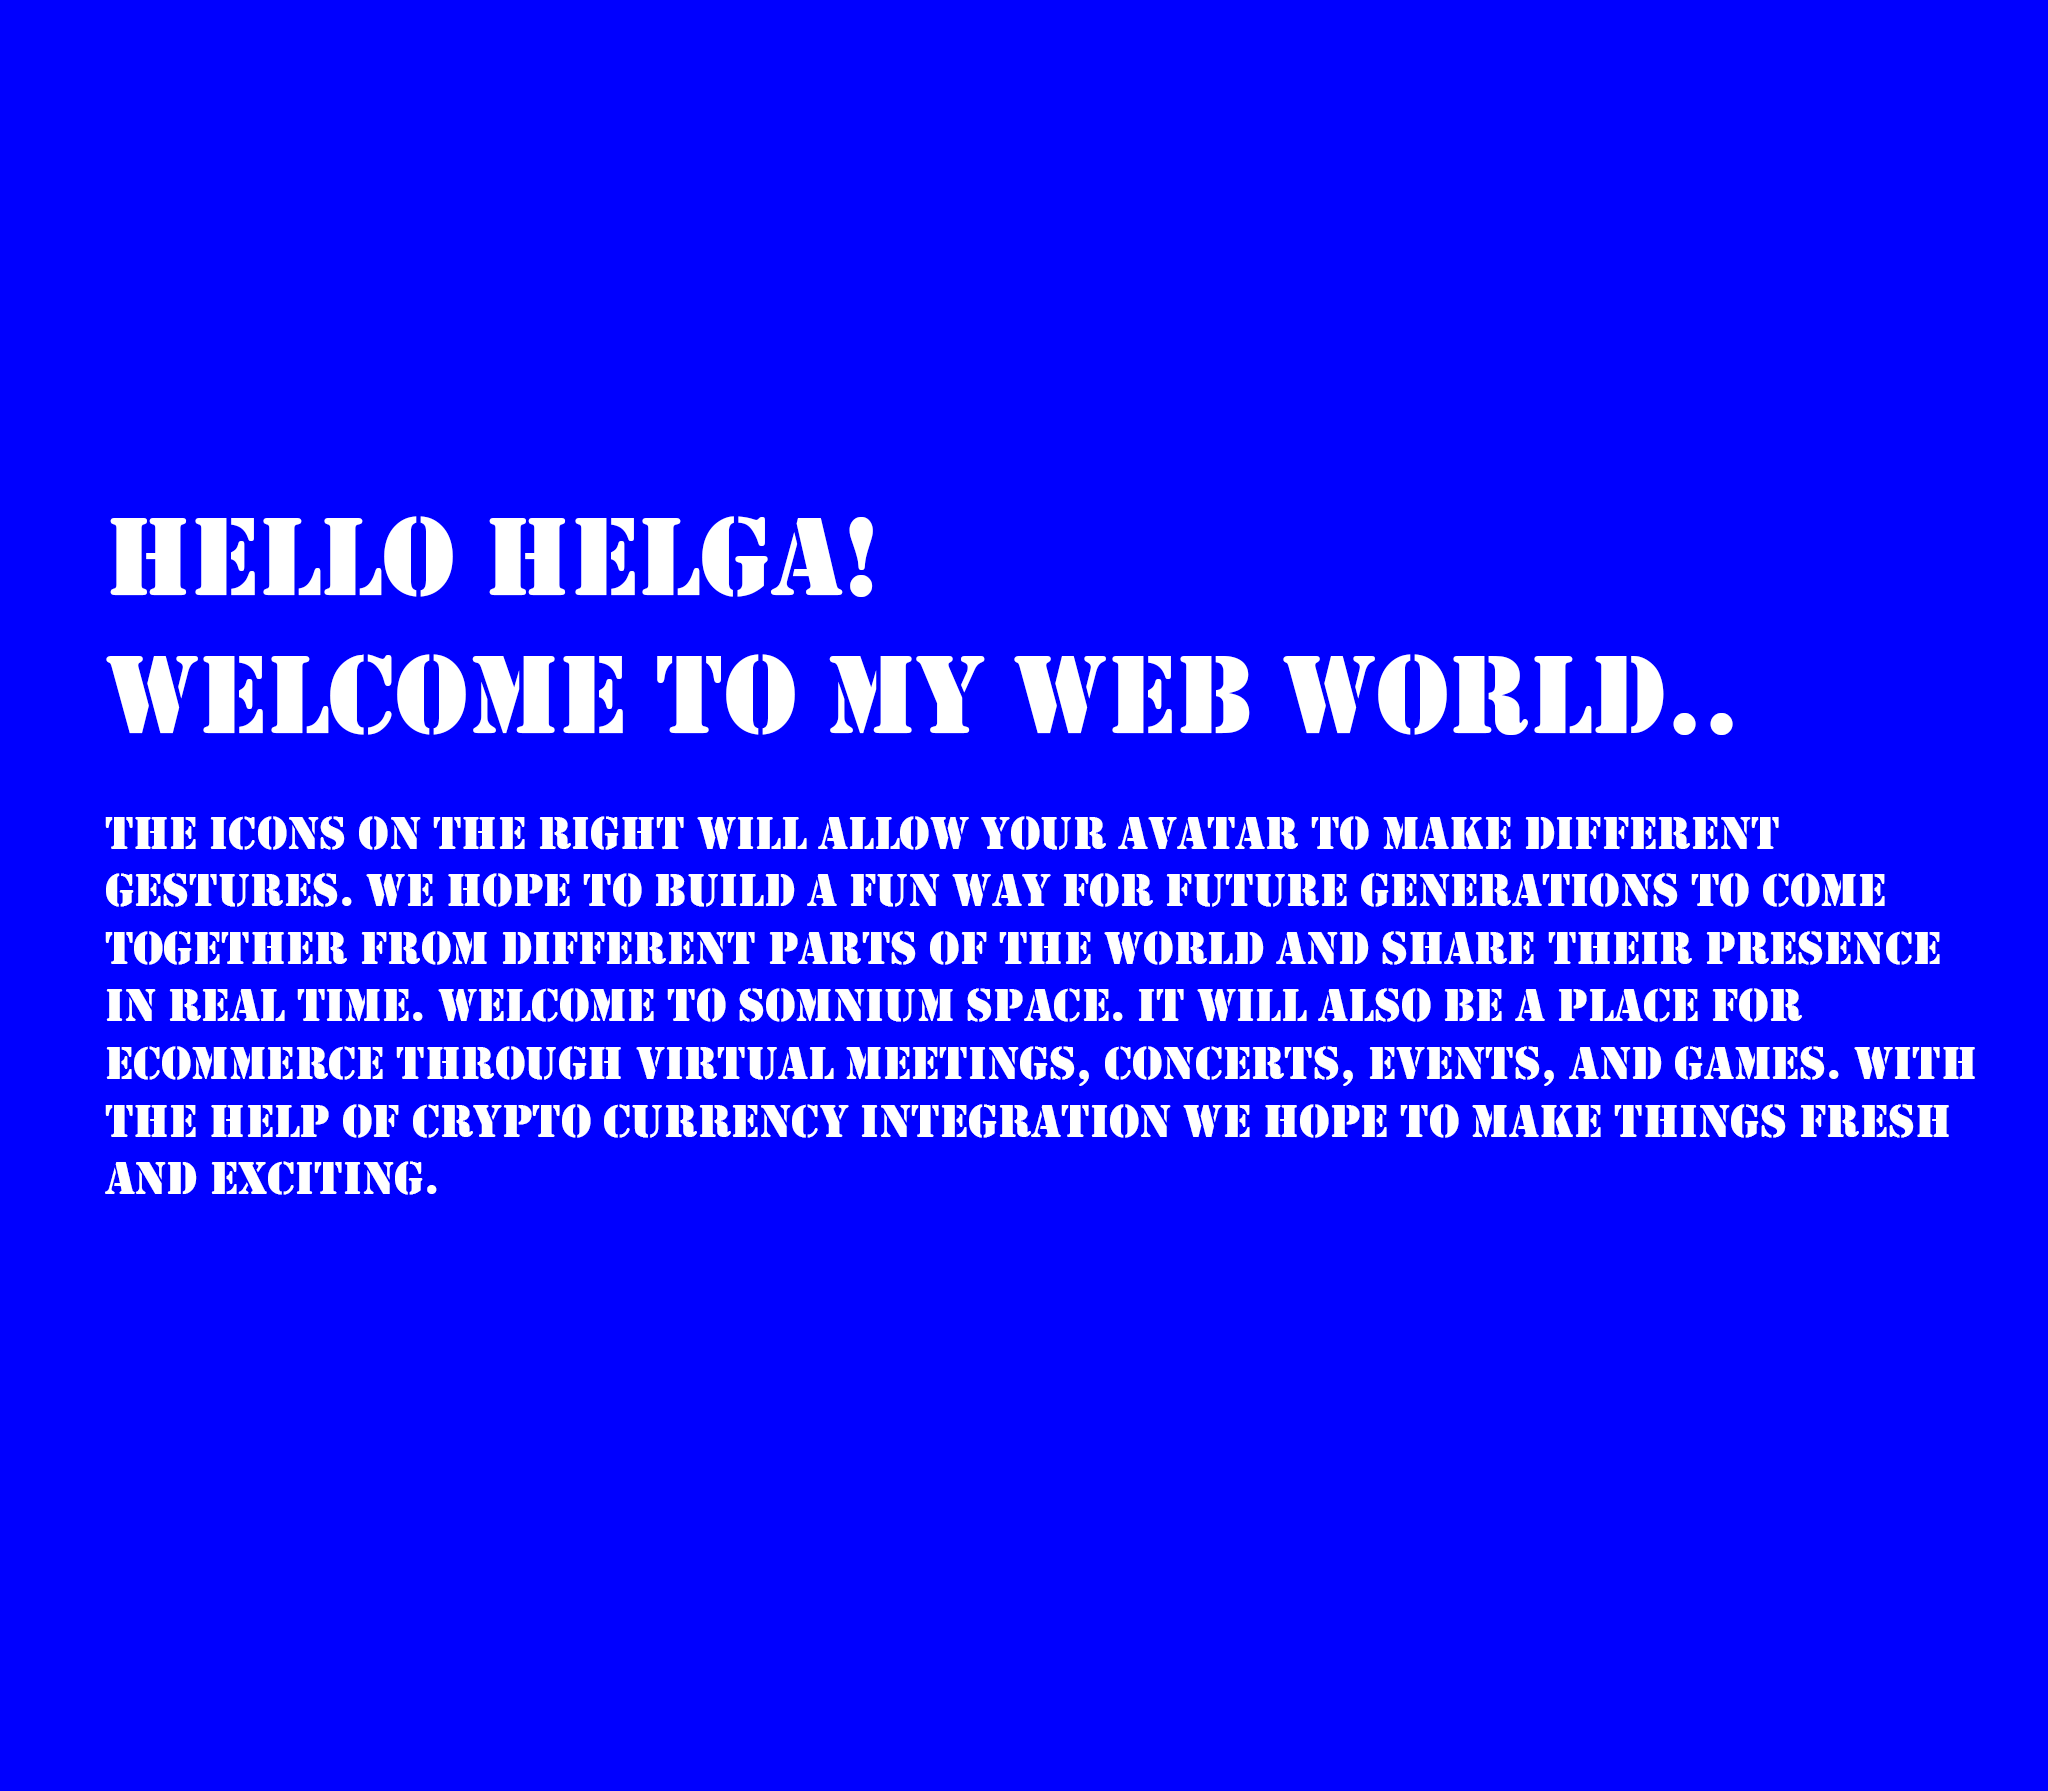 HELLO HELGA!
WELCOME TO MY WEB WORLD..
THE ICONS ON THE RIGHT WILL ALLOW YOUR AVATAR TO MAKE DIFFERENT
GESTURES. WE HOPE TO BUILD A FUN WAY FOR FUTURE GENERATIONS TO COME
TOGETHER FROM DIFFERENT PARTS OF THE WORLD AND SHARE THEIR PRESENCE
IN REAL TIME. WELCOME TO SOMNIUM SPACE. IT WILL ALSO BE A PLACE FOR
ECOMMERCE THROUGH VIRTUAL MEETINGS, CONCERTS, EVENTS, AND GAMES. WITH
THE HELP OF CRYPTO CURRENCY INTEGRATION WE HOPE TO MAKE THINGS FRESH
AND EXCITING.